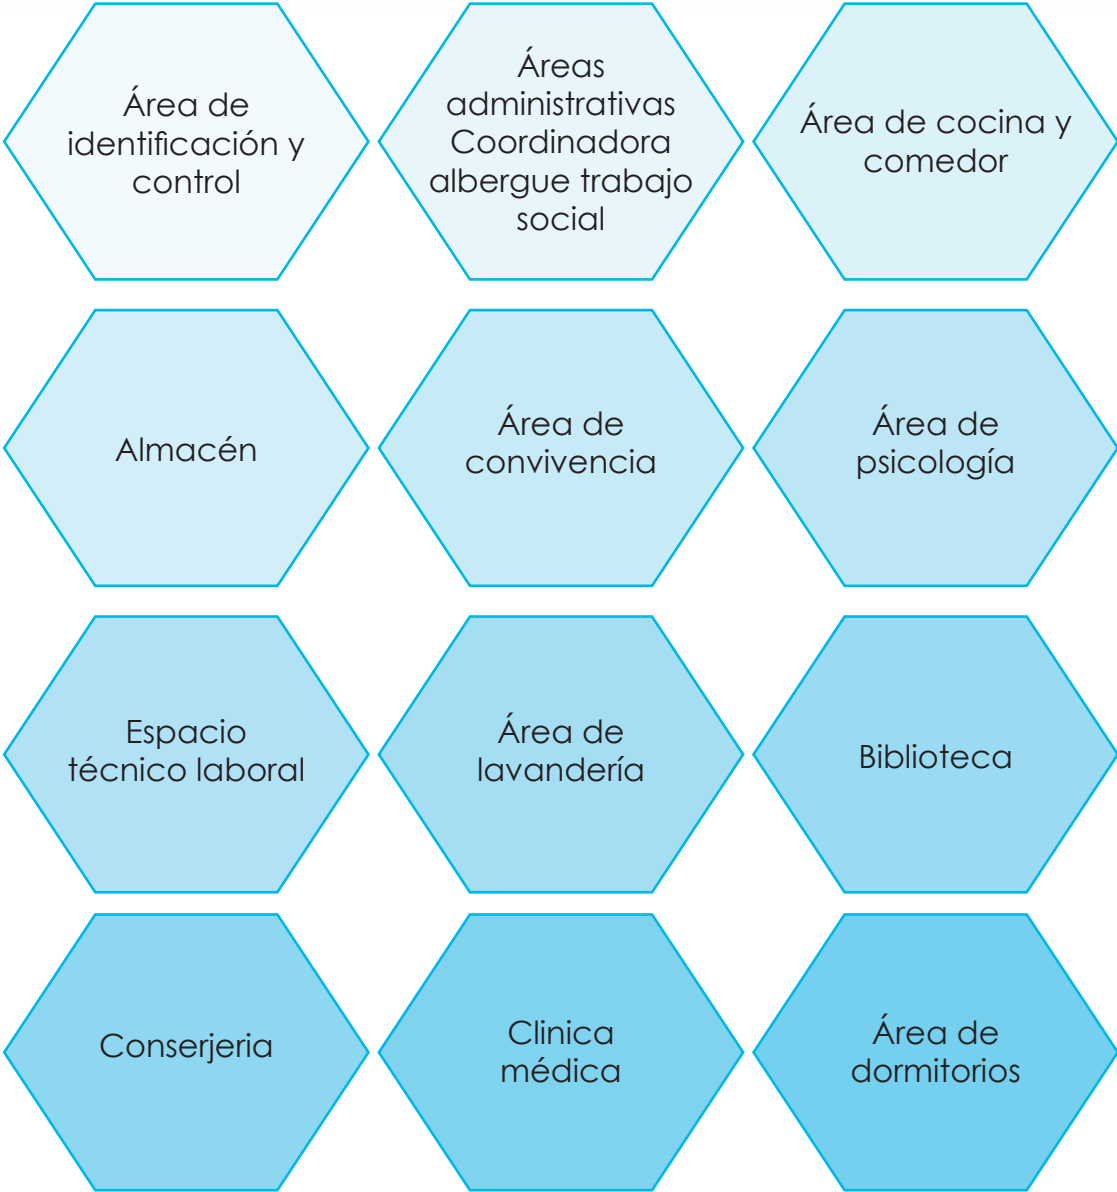 Área de
identificación y
control
Áreas
administrativas
Coordinadora
albergue trabajo
social
Área de cocina y
comedor
Almacén
Área de
convivencia
Área de
psicología
Espacio
técnico laboral
Área de
lavandería
Biblioteca
Conserjeria
Clinica
médica
Área de
dormitorios